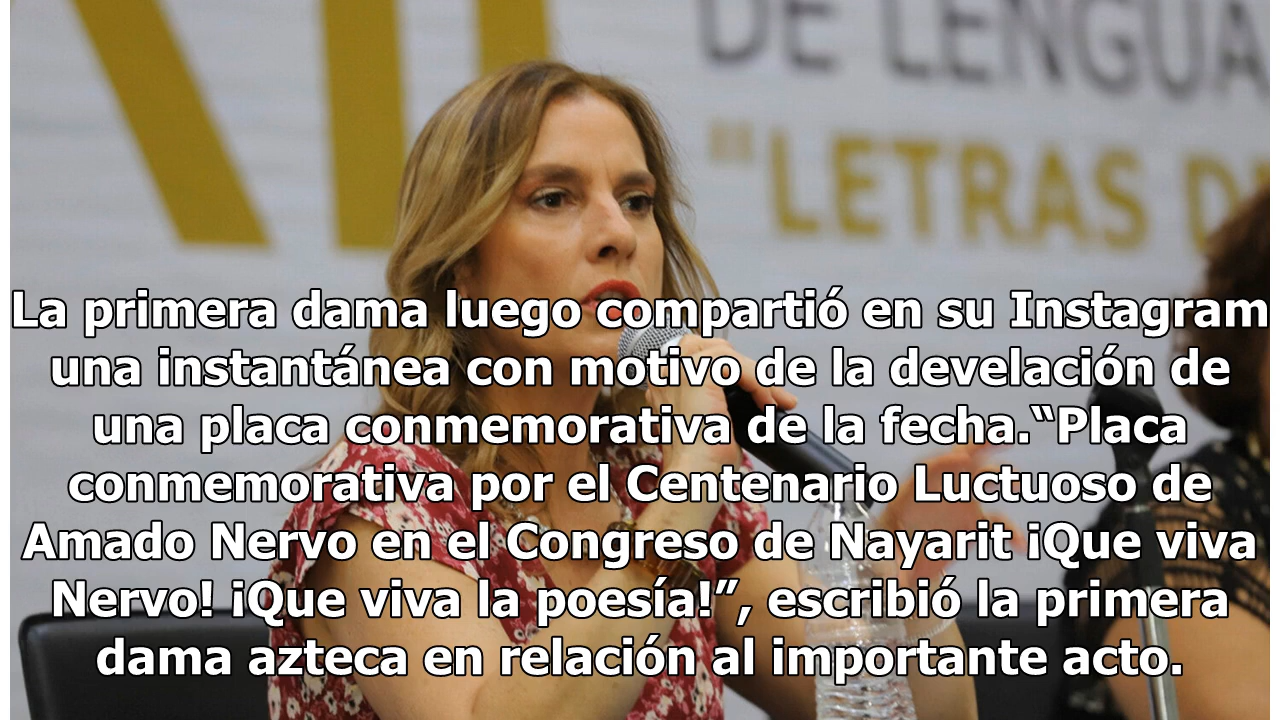 DE LENGUA
"LETRAS DE
La primera dama luego compartió en su Instagram
una instantánea con motivo de la develación de
una placa conmemorativa de la fecha.“Placa
conmemorativa por el Centenario Luctuoso de
Amado Nervo en el Congreso de Nayarit ¡Que viva
Nervo! ¡Que viva la poesía!”, escribió la primera
dama azteca en relación al importante acto.